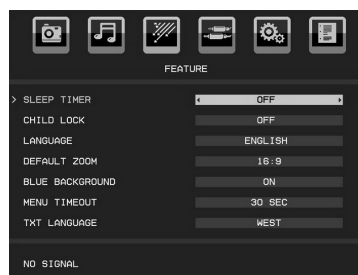 FEATURE
> SLEEP TIMER OFF
CHILD LOCK OFF
LANGUAGE ENGLISH
DEFAULT ZOOM 16:9
BLUE BACKGROUND ON
MENU TIMEOUT 30 SEC
TXT LANGUAGE WEST
NO SIGNAL